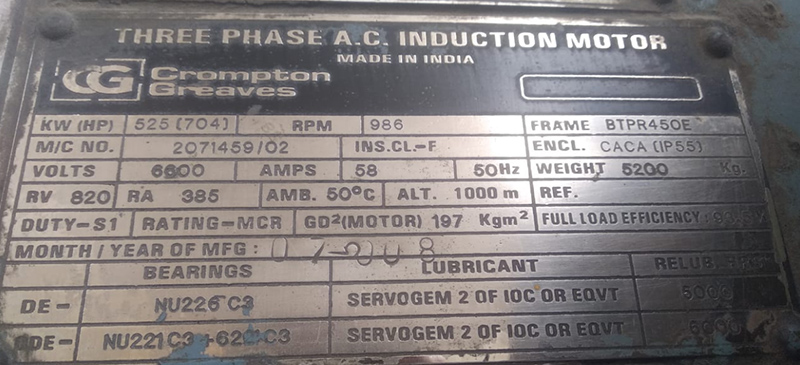 THREE PHASE A.C. INDUCTION MOTOR
MADE IN INDIA
CG Crompton Greaves
KW (HP) 525 (704) RPM 986 FRAME BTPR450E
M/C NO. 2071459/02 INS.CL-F ENCL. CACA (IP55)
VOLTS 6600 AMPS 58 50Hz WEIGHT 5200 Kg.
RV 820 RA 385 AMB. 50°C ALT. 1000 m REF.
DUTY-S1 RATING-MCR GD²(MOTOR) 197 Kgm² FULL LOAD EFFICIENCY:
MONTH / YEAR OF MFG :
BEARINGS LUBRICANT RELUB.
DE- NU226 C3 SERVOGEM 2 OF IOC OR EQVT 5000
NDE- NU221C3 + C3 SERVOGEM 2 OF IOC OR EQVT 6000